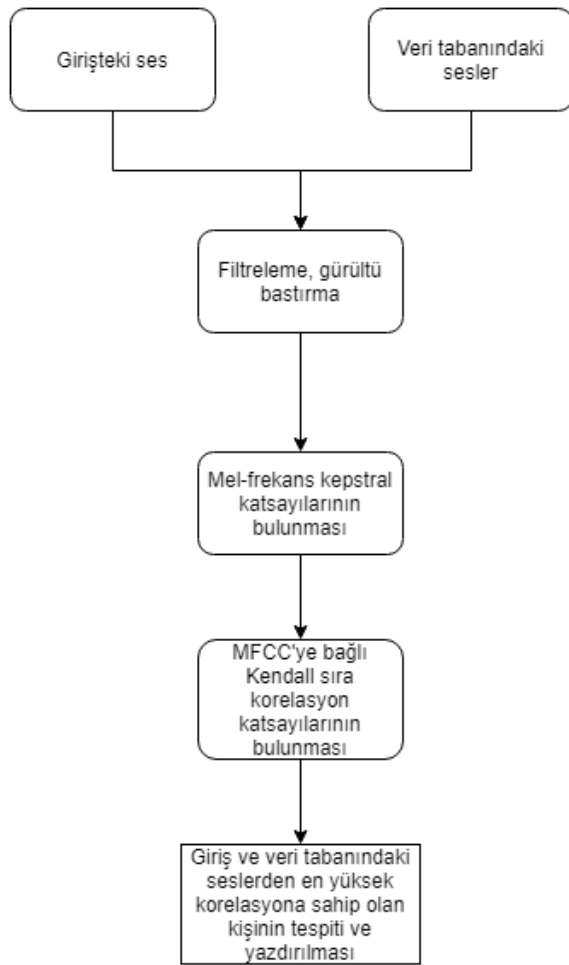 Girişteki ses
Veri tabanındaki
sesler
Filtreleme, gürültü
bastırma
Mel-frekans kepstral
katsayılarının
bulunması
MFCC'ye bağlı
Kendall sıra
korelasyon
katsayılarının
bulunması
Giriş ve veri tabanındaki
seslerden en yüksek
korelasyona sahip olan
kişinin tespiti ve
yazdırılması